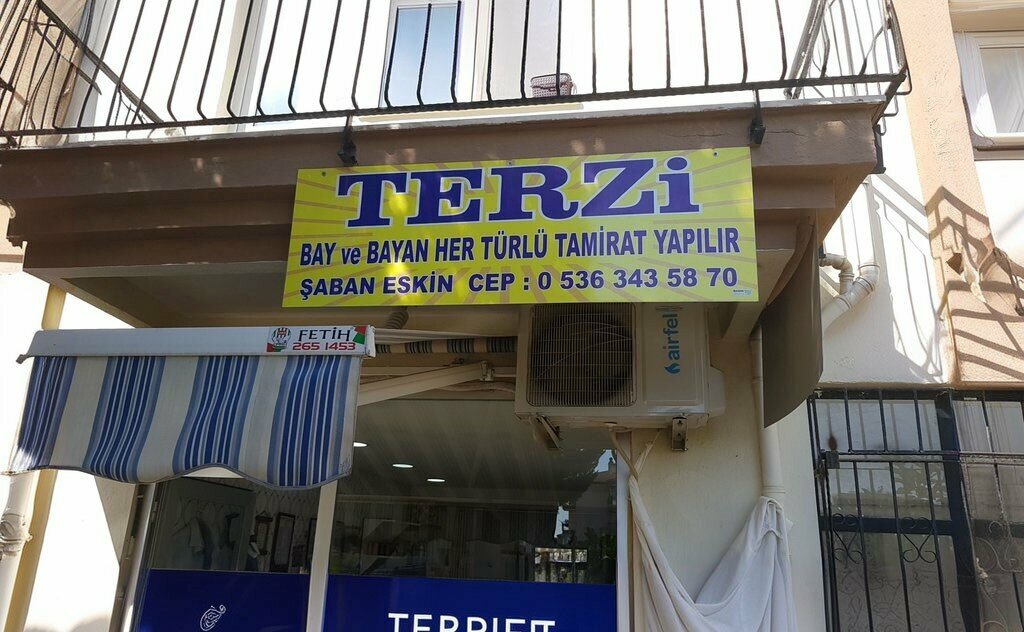 TERZİ
BAY ve BAYAN HER TÜRLÜ TAMİRAT YAPILIR
ŞABAN ESKİN CEP : 0 536 343 58 70
FETİH
265 1453
airfel